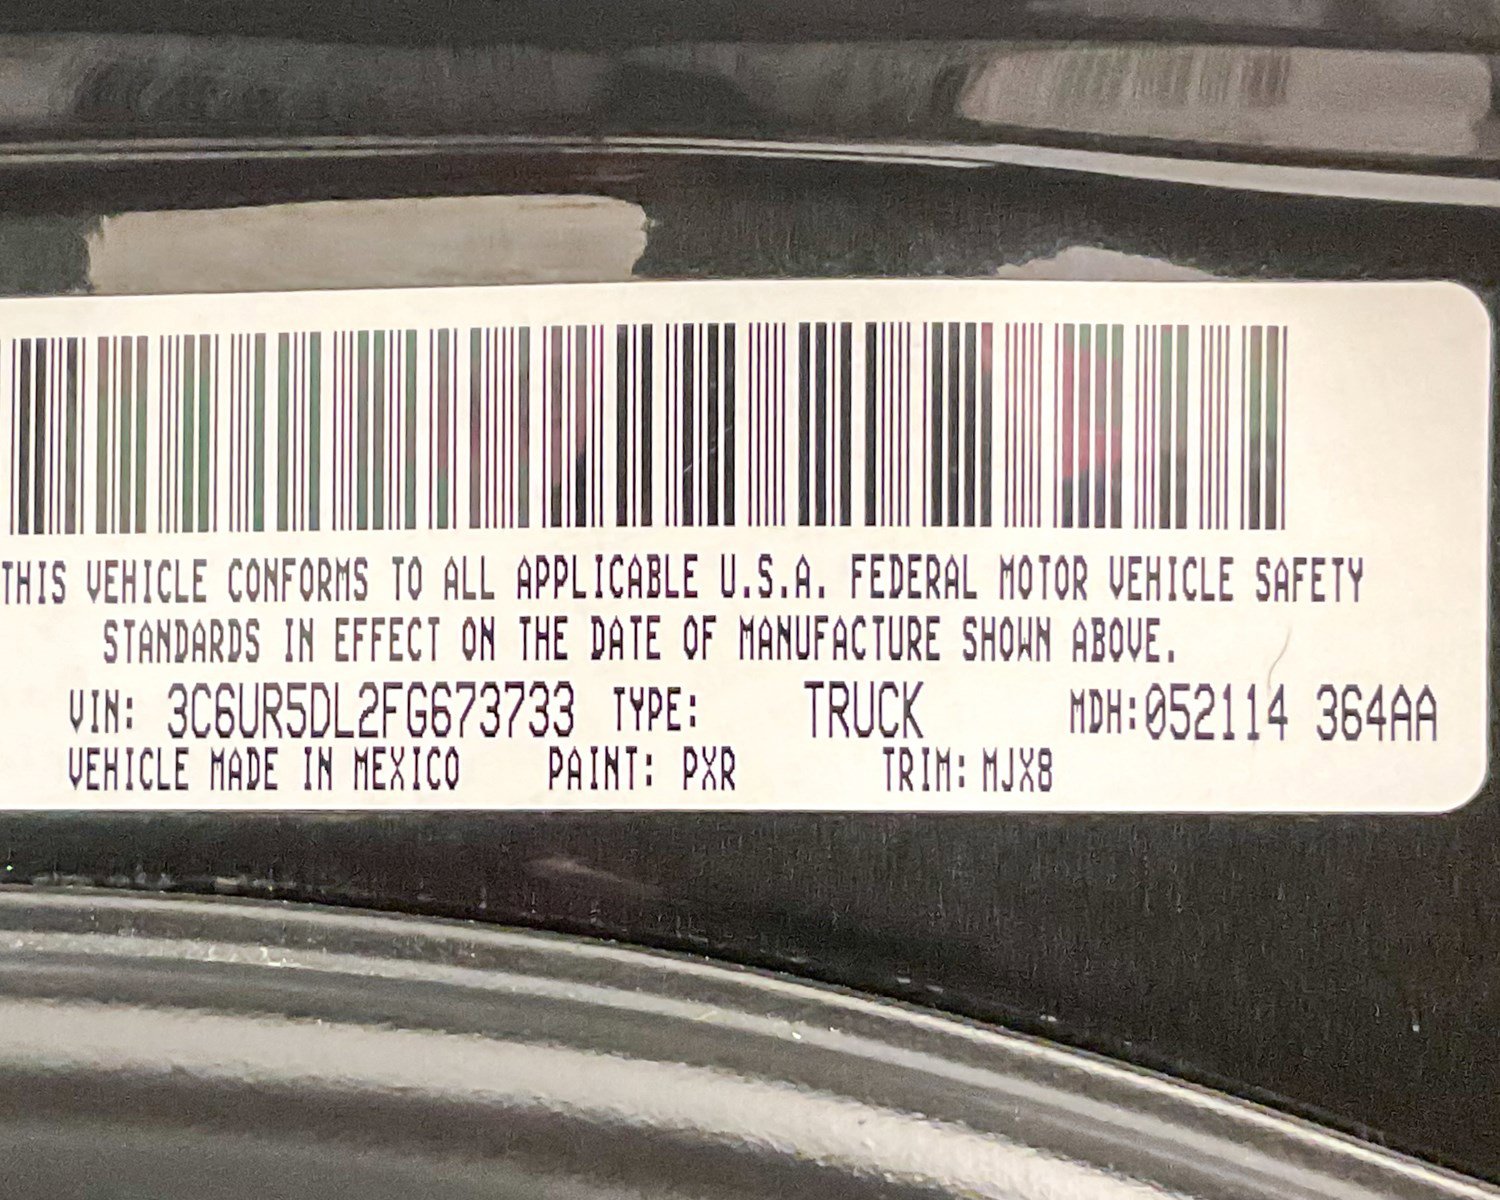 THIS VEHICLE CONFORMS TO ALL APPLICABLE U.S.A. FEDERAL MOTOR VEHICLE SAFETY
STANDARDS IN EFFECT ON THE DATE OF MANUFACTURE SHOWN ABOVE.
VIN: 3C6UR5DL2FG673733 TYPE: TRUCK MDH:052114 364AA
VEHICLE MADE IN MEXICO PAINT: PXR TRIM: MJX8